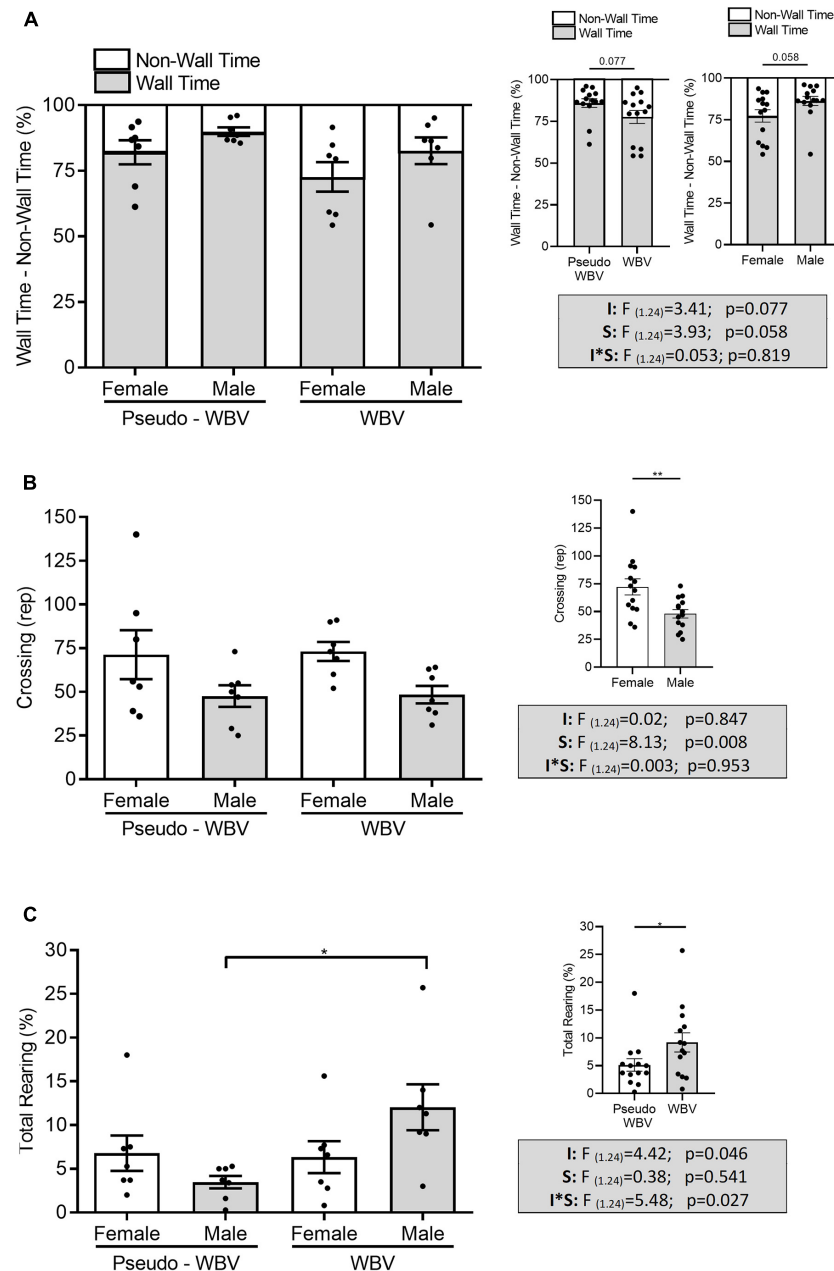 A
Non-Wall Time
Wall Time
Wall Time - Non-Wall Time (%)
100
75
50
25
0
Female Male Female Male
Pseudo - WBV WBV
Non-Wall Time
Wall Time
0.077
Wall Time - Non-Wall Time (%)
100
75
50
25
0
Pseudo WBV
WBV
Non-Wall Time
Wall Time
0.058
Wall Time - Non-Wall Time (%)
100
75
50
25
0
Female Male
I: F (1.24)=3.41; p=0.077
S: F (1.24)=3.93; p=0.058
I*S: F (1.24)=0.053; p=0.819
B
Crossing (rep)
150
125
100
75
50
25
0
Female Male Female Male
Pseudo - WBV WBV
**
Crossing (rep)
150
125
100
75
50
25
0
Female Male
I: F (1.24)=0.02; p=0.847
S: F (1.24)=8.13; p=0.008
I*S: F (1.24)=0.003; p=0.953
C
*
Total Rearing (%)
30
25
20
15
10
5
0
Female Male Female Male
Pseudo - WBV WBV
*
Total Rearing (%)
30
25
20
15
10
5
0
Pseudo WBV
WBV
I: F (1.24)=4.42; p=0.046
S: F (1.24)=0.38; p=0.541
I*S: F (1.24)=5.48; p=0.027